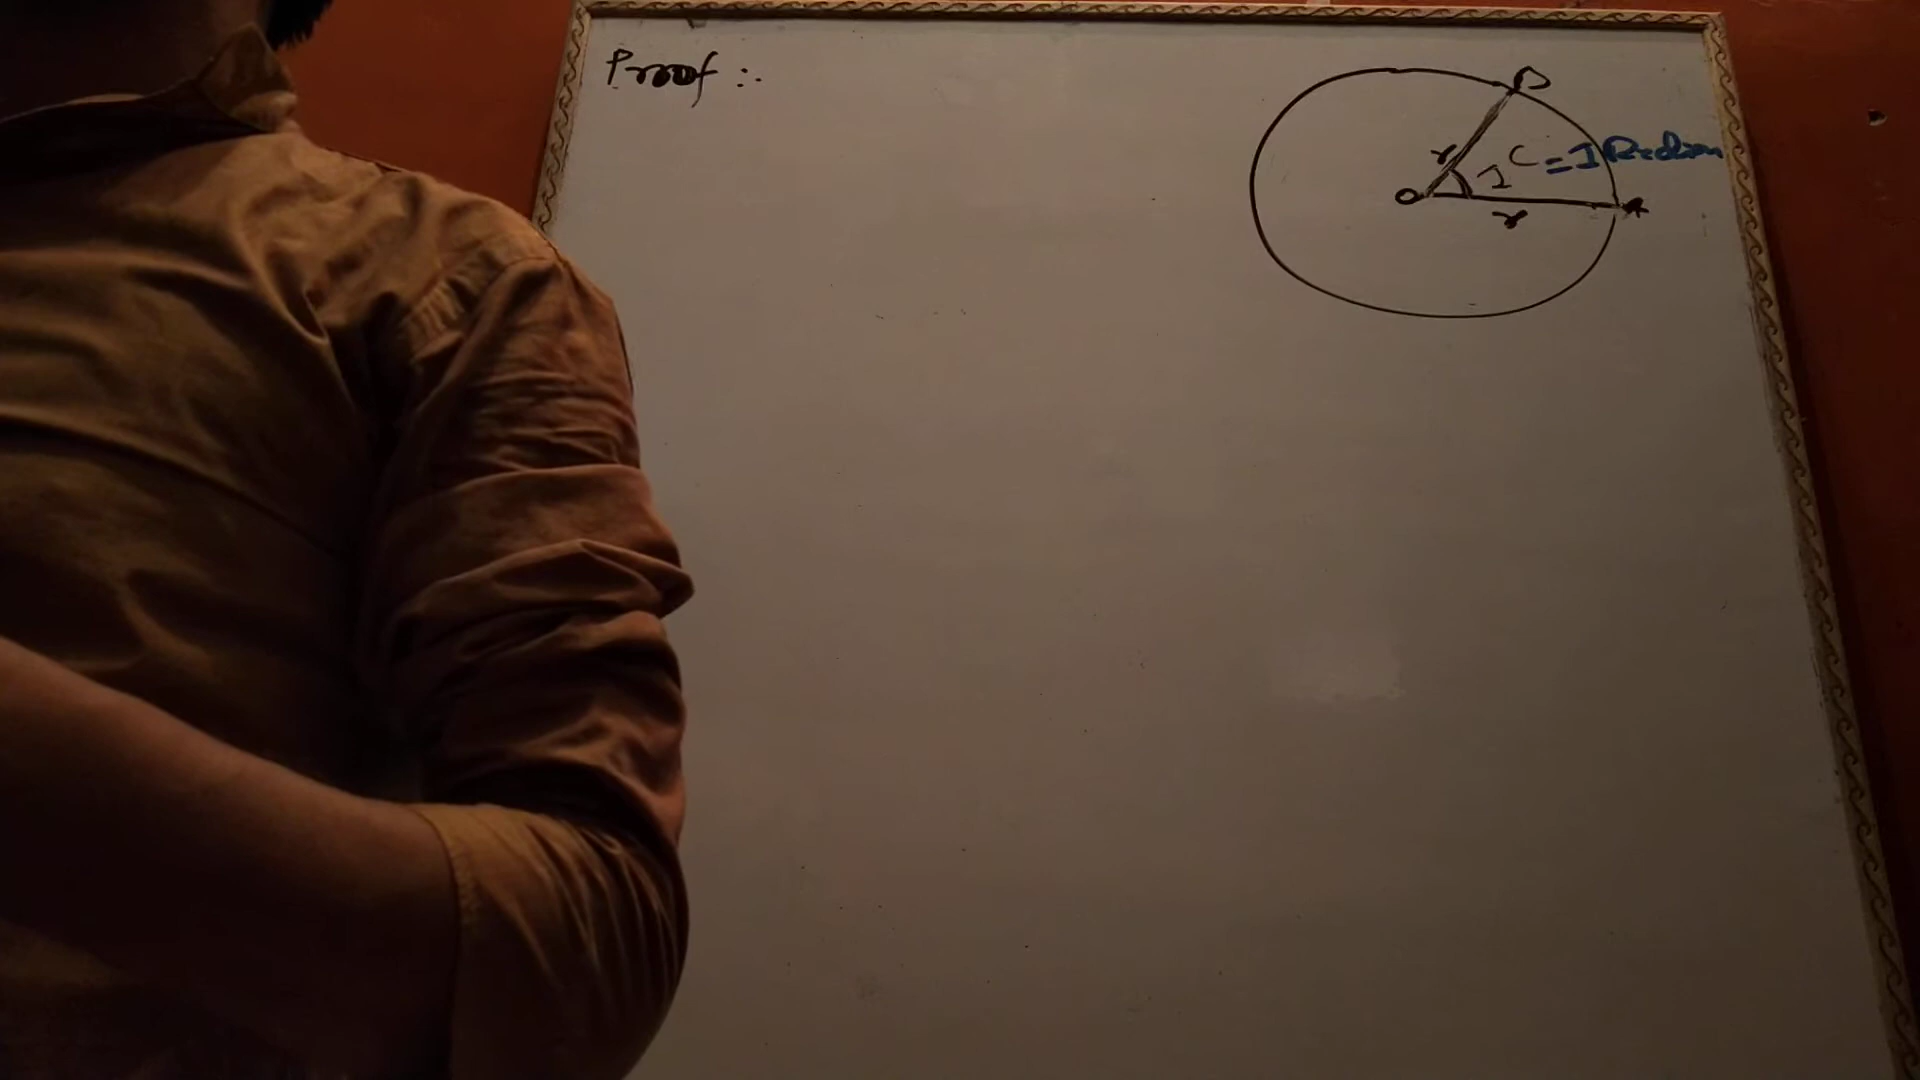 Proof :-
B
r
1ᶜ = 1 Radian
O
r
A